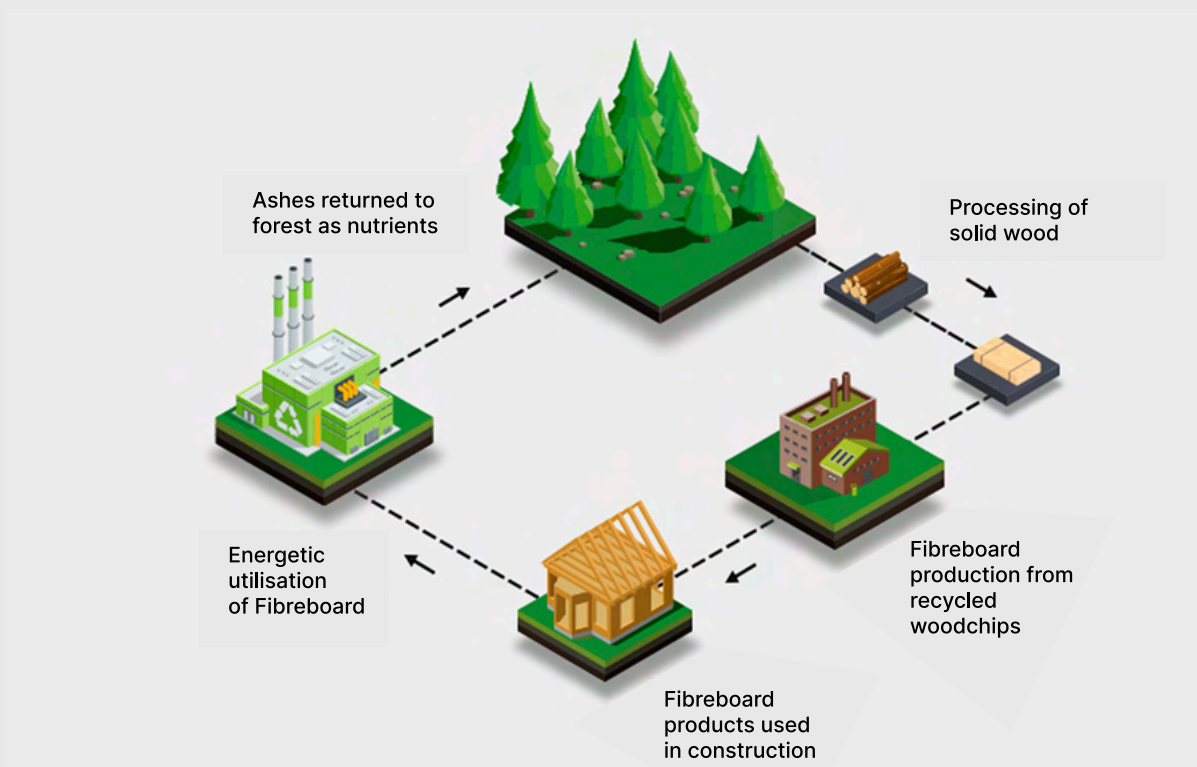 Ashes returned to
forest as nutrients
Processing of
solid wood
Fibreboard
production from
recycled
woodchips
Fibreboard
products used
in construction
Energetic
utilisation
of Fibreboard